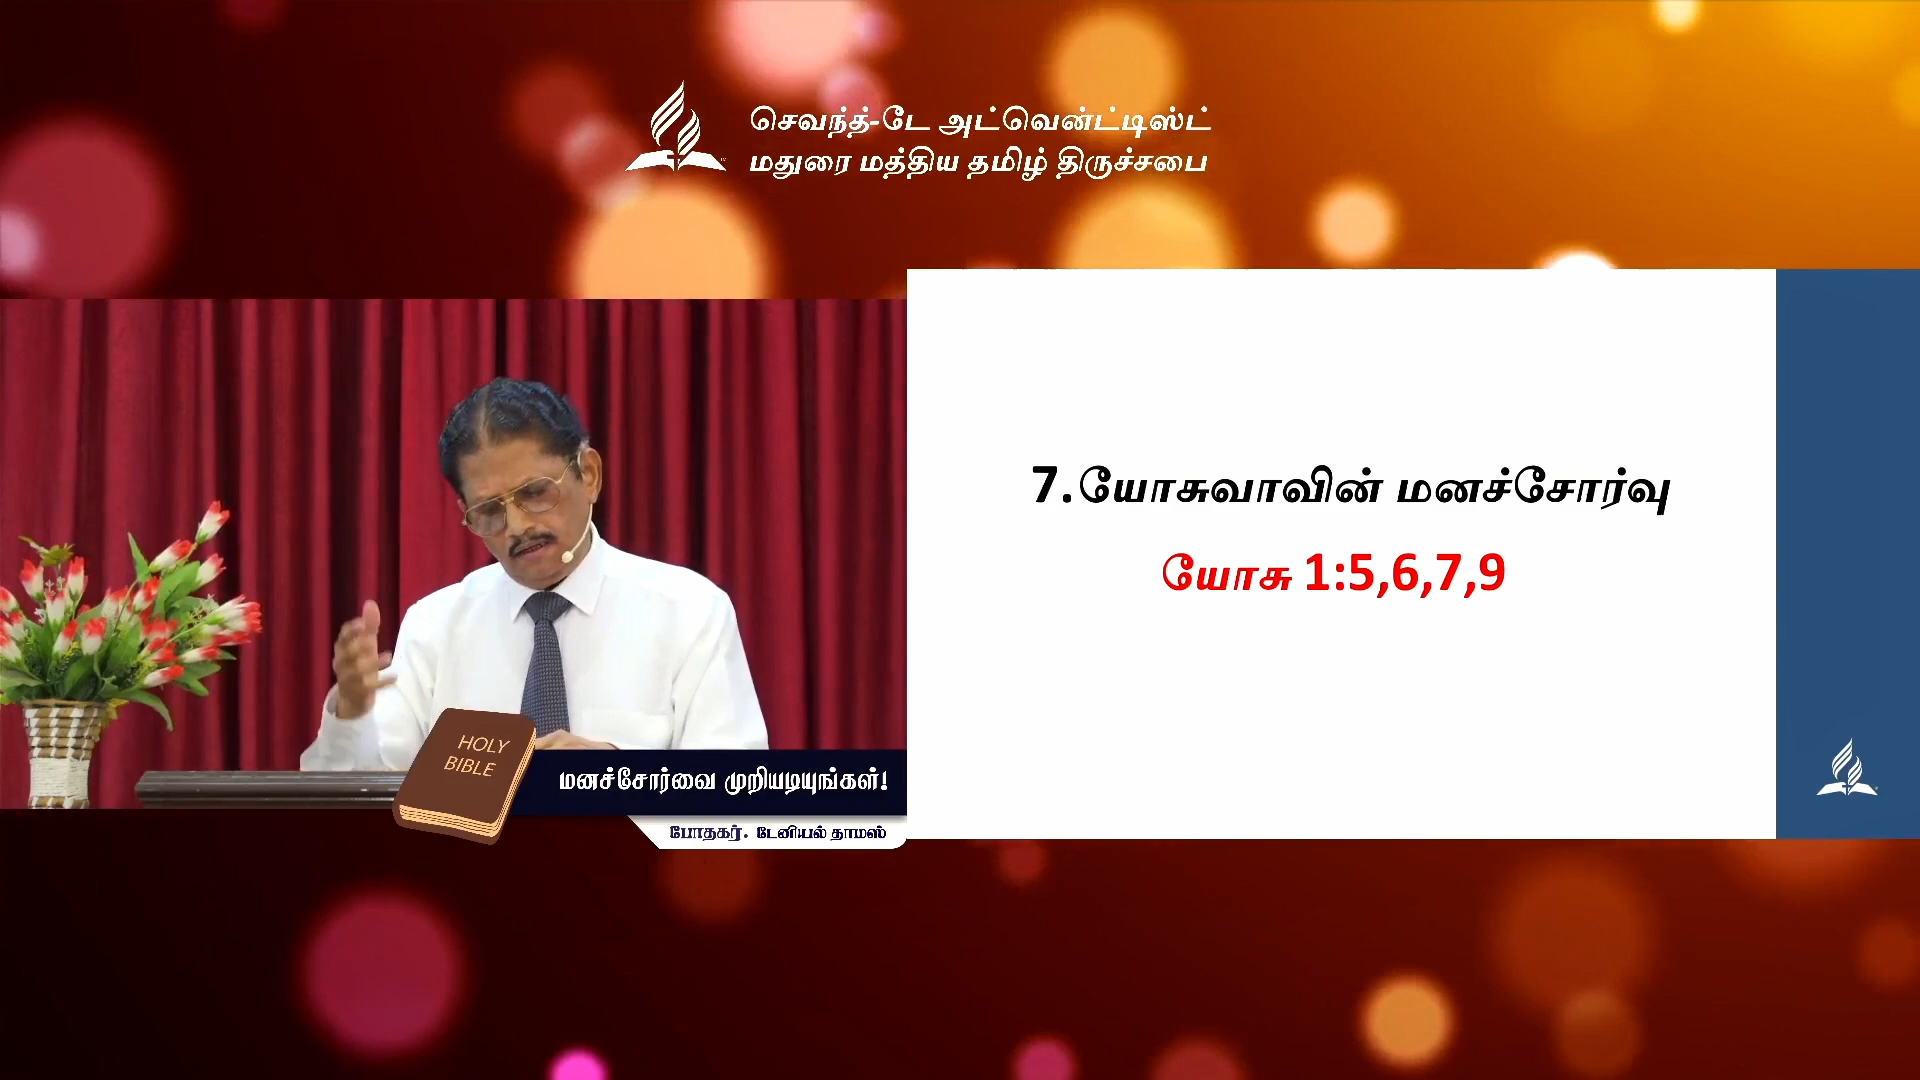 செவந்த்-டே அட்வென்ட்டிஸ்ட்
மதுரை மத்திய தமிழ் திருச்சபை
7.யோசுவாவின் மனச்சோர்வு
யோசு 1:5,6,7,9
HOLY
BIBLE
மனச்சோர்வை முறியடியுங்கள்!
போதகர். டேனியல் தாமஸ்